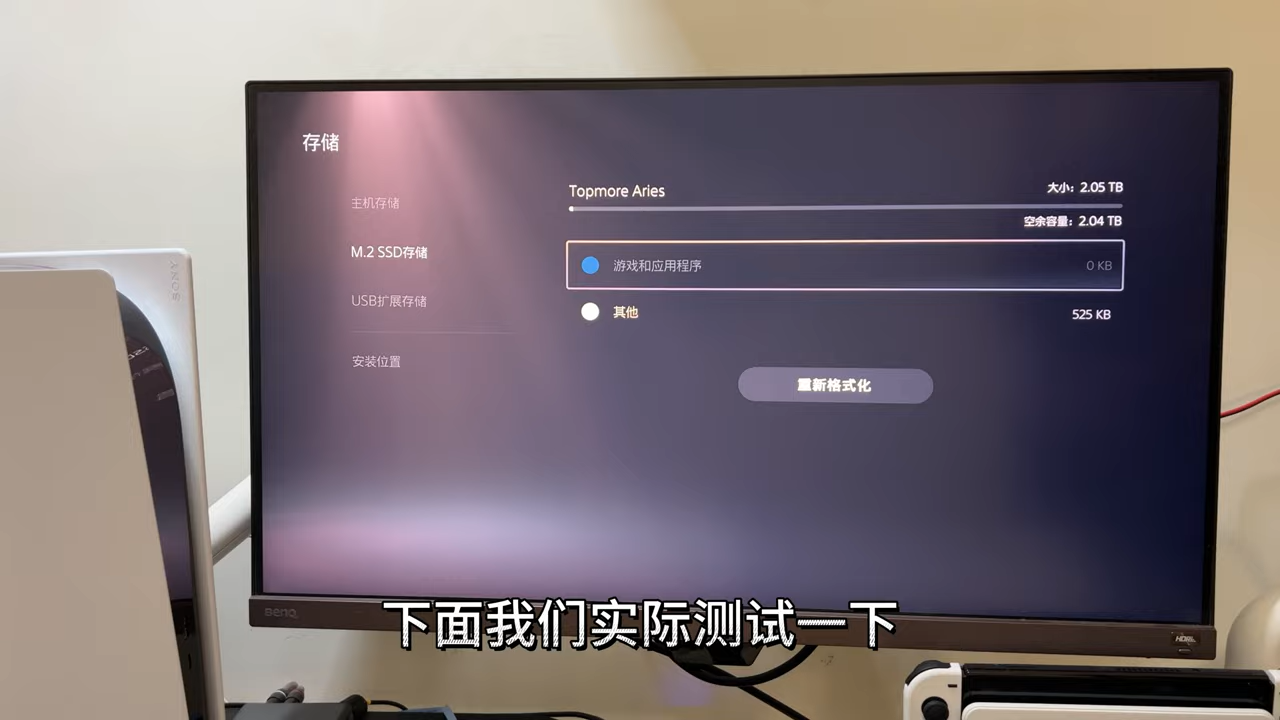 存储
主机存储
M.2 SSD存储
USB扩展存储
安装位置
Topmore Aries
大小：2.05 TB
空余容量：2.04 TB
游戏和应用程序
0 KB
其他
525 KB
重新格式化
SONY
BenQ
HDRi
下面我们实际测试一下